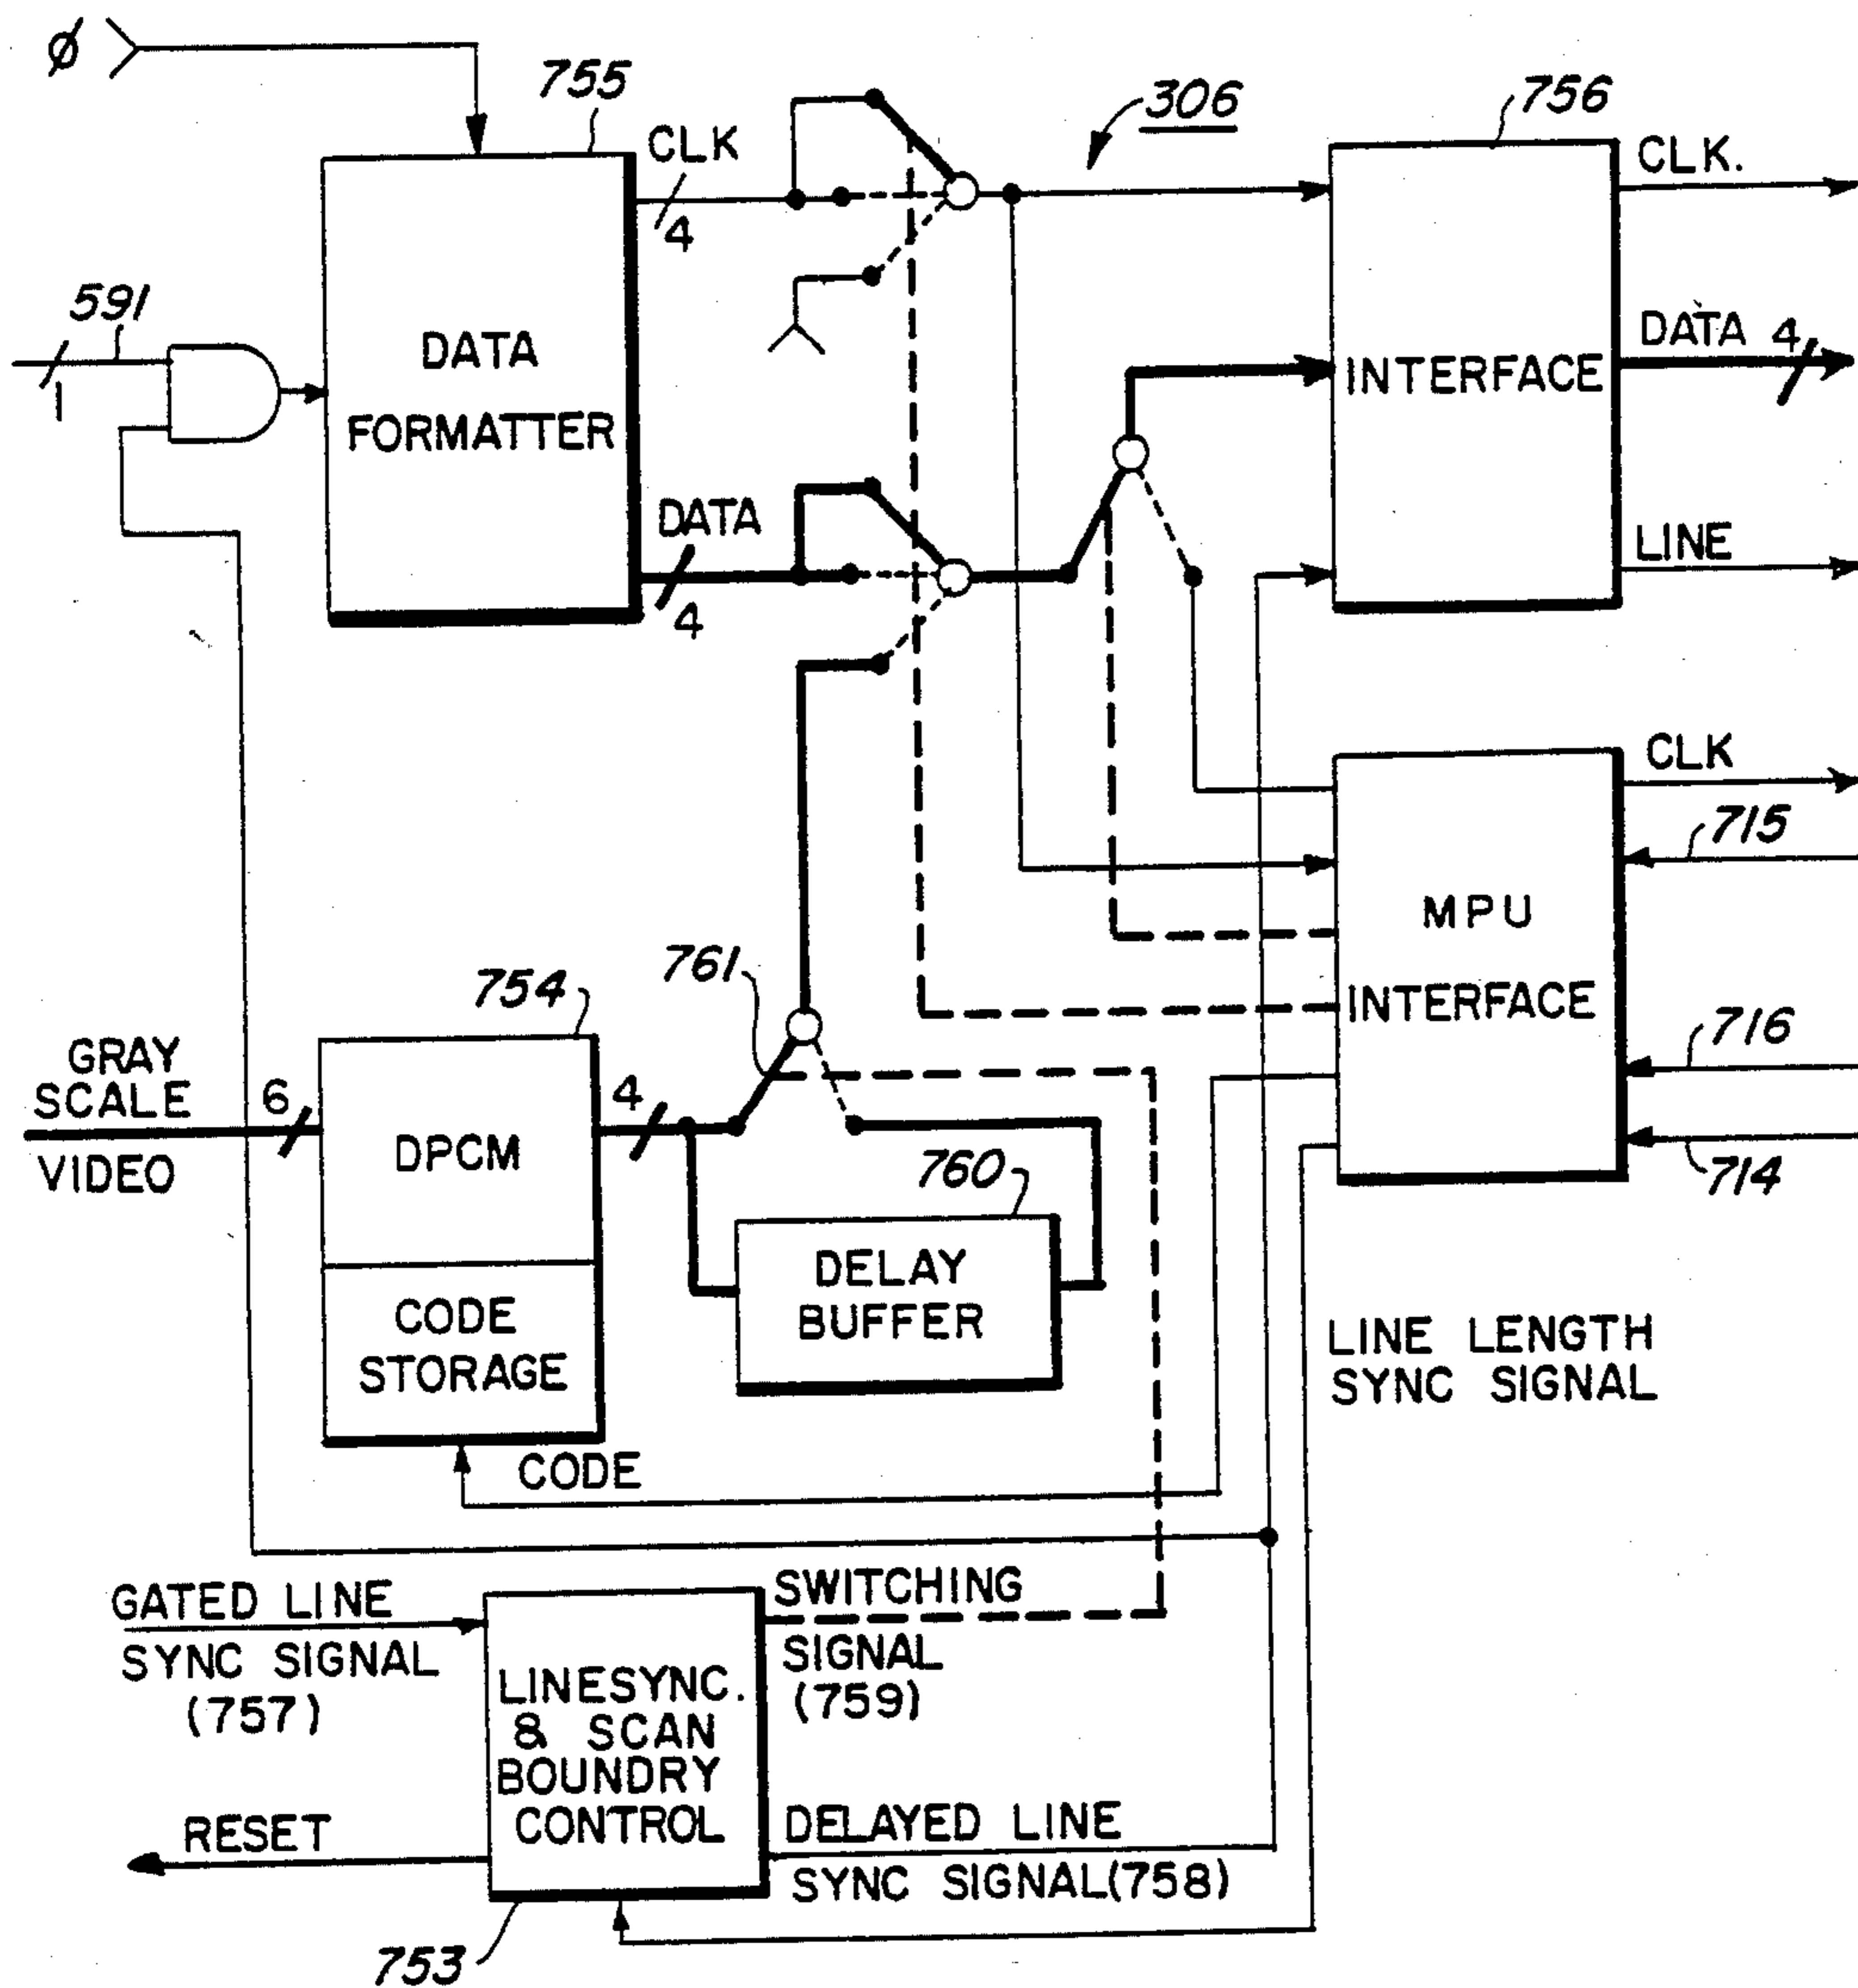 φ
755
306
756
CLK
4
CLK.
591
1
DATA
FORMATTER
INTERFACE
DATA 4
DATA
4
LINE
CLK
715
MPU
INTERFACE
761
754
716
GRAY
SCALE
VIDEO
6
DPCM
4
760
714
DELAY
BUFFER
CODE
STORAGE
LINE LENGTH
SYNC SIGNAL
CODE
GATED LINE
SYNC SIGNAL
(757)
SWITCHING
SIGNAL
(759)
LINESYNC.
& SCAN
BOUNDRY
CONTROL
RESET
DELAYED LINE
SYNC SIGNAL(758)
753